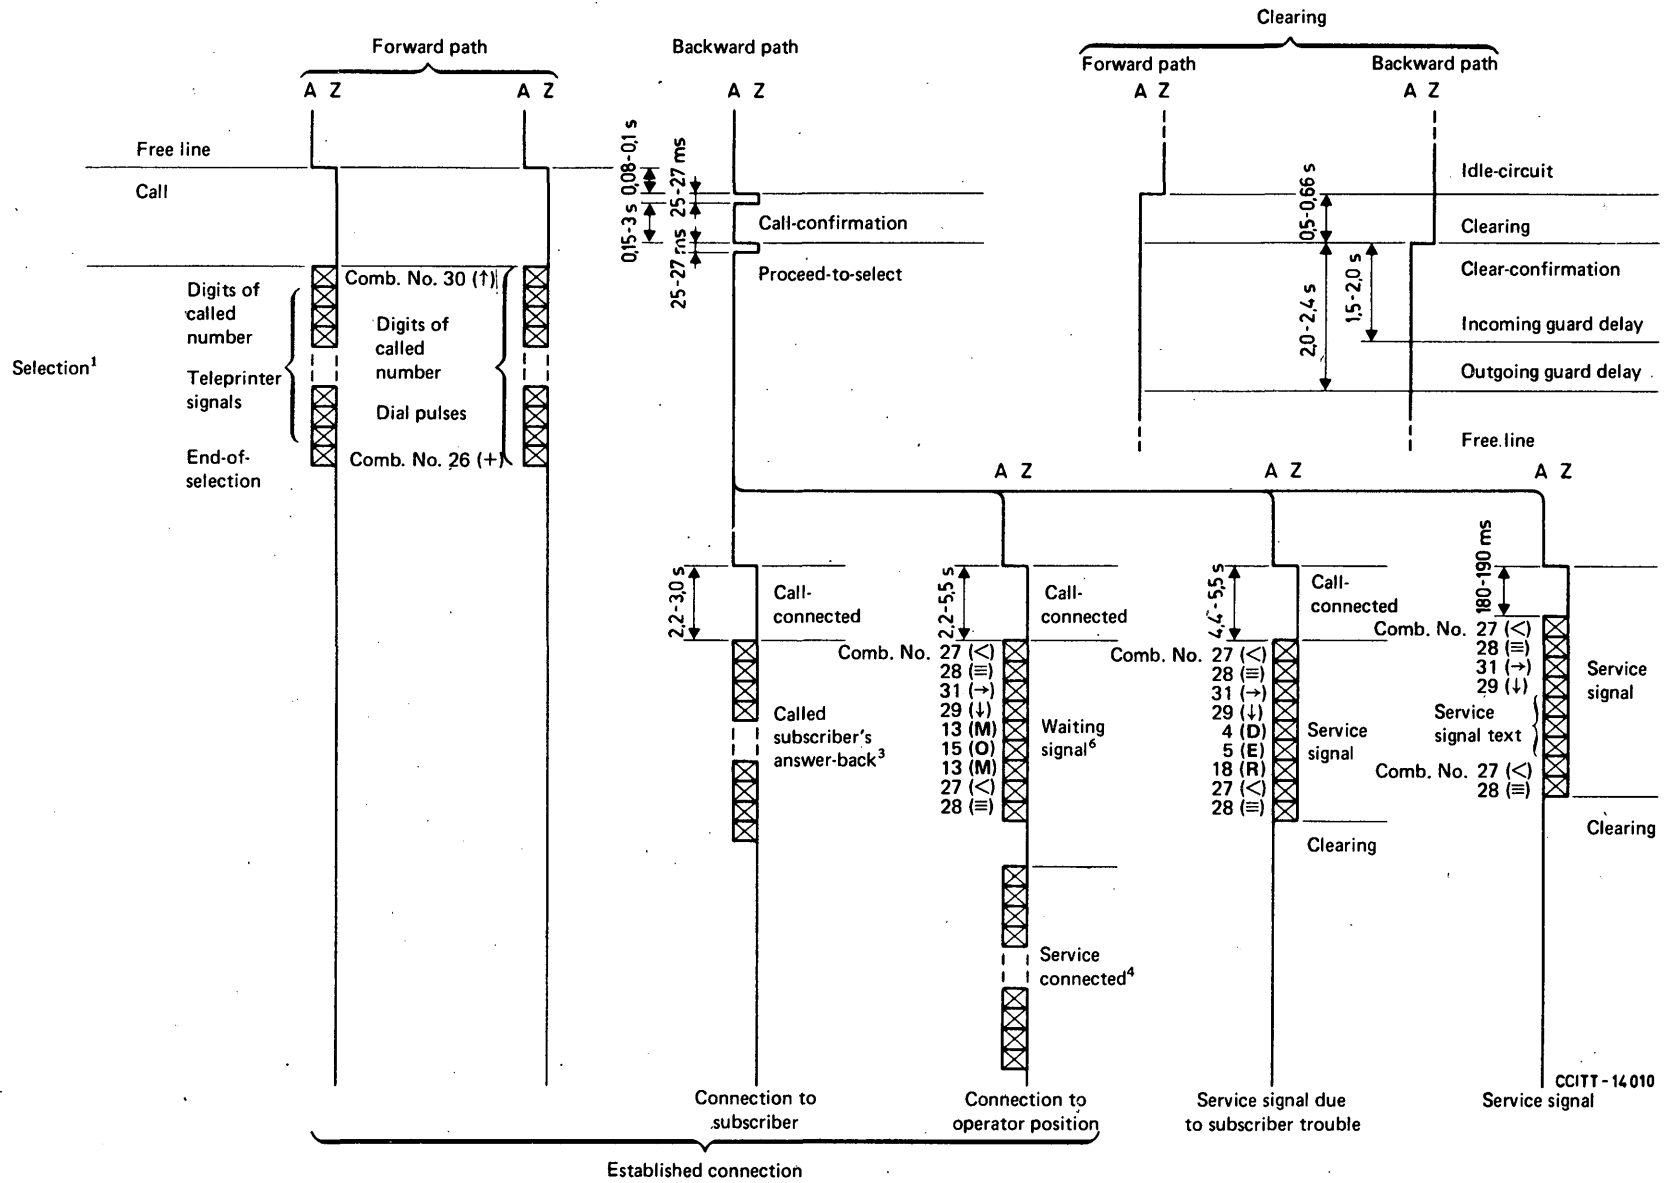 Clearing
Forward path
Backward path
Forward path
Backward path
A Z
A Z
A Z
A Z
A Z
Free line
Call
0,08-0,1 s
25-27 ms
0,15-3 s
25-27 ms
Call-confirmation
Proceed-to-select
0,5-0,66 s
2,0-2,4 s
1,5-2,0 s
Idle-circuit
Clearing
Clear-confirmation
Incoming guard delay
Outgoing guard delay
Free line
Selection¹
Digits of
called
number
Teleprinter
signals
End-of-
selection
Comb. No. 30 (↑)
Digits of
called
number
Dial pulses
Comb. No. 26 (+)
A Z
A Z
A Z
2,2-3,0 s
Call-
connected
Called
subscriber's
answer-back³
2,2-5,5 s
Call-
connected
Comb. No. 27 (<)
28 (≡)
31 (→)
29 (↓)
13 (M)
15 (O)
13 (M)
27 (<)
28 (≡)
Waiting
signal⁶
Service
connected⁴
4,4-5,5 s
Call-
connected
Comb. No. 27 (<)
28 (≡)
31 (→)
29 (↓)
4 (D)
5 (E)
18 (R)
27 (<)
28 (≡)
Service
signal
Clearing
180-190 ms
Comb. No. 27 (<)
28 (≡)
31 (→)
29 (↓)
Service
signal text
Comb. No. 27 (<)
28 (≡)
Service
signal
Clearing
CCITT-14010
Connection to
subscriber
Connection to
operator position
Service signal due
to subscriber trouble
Service signal
Established connection